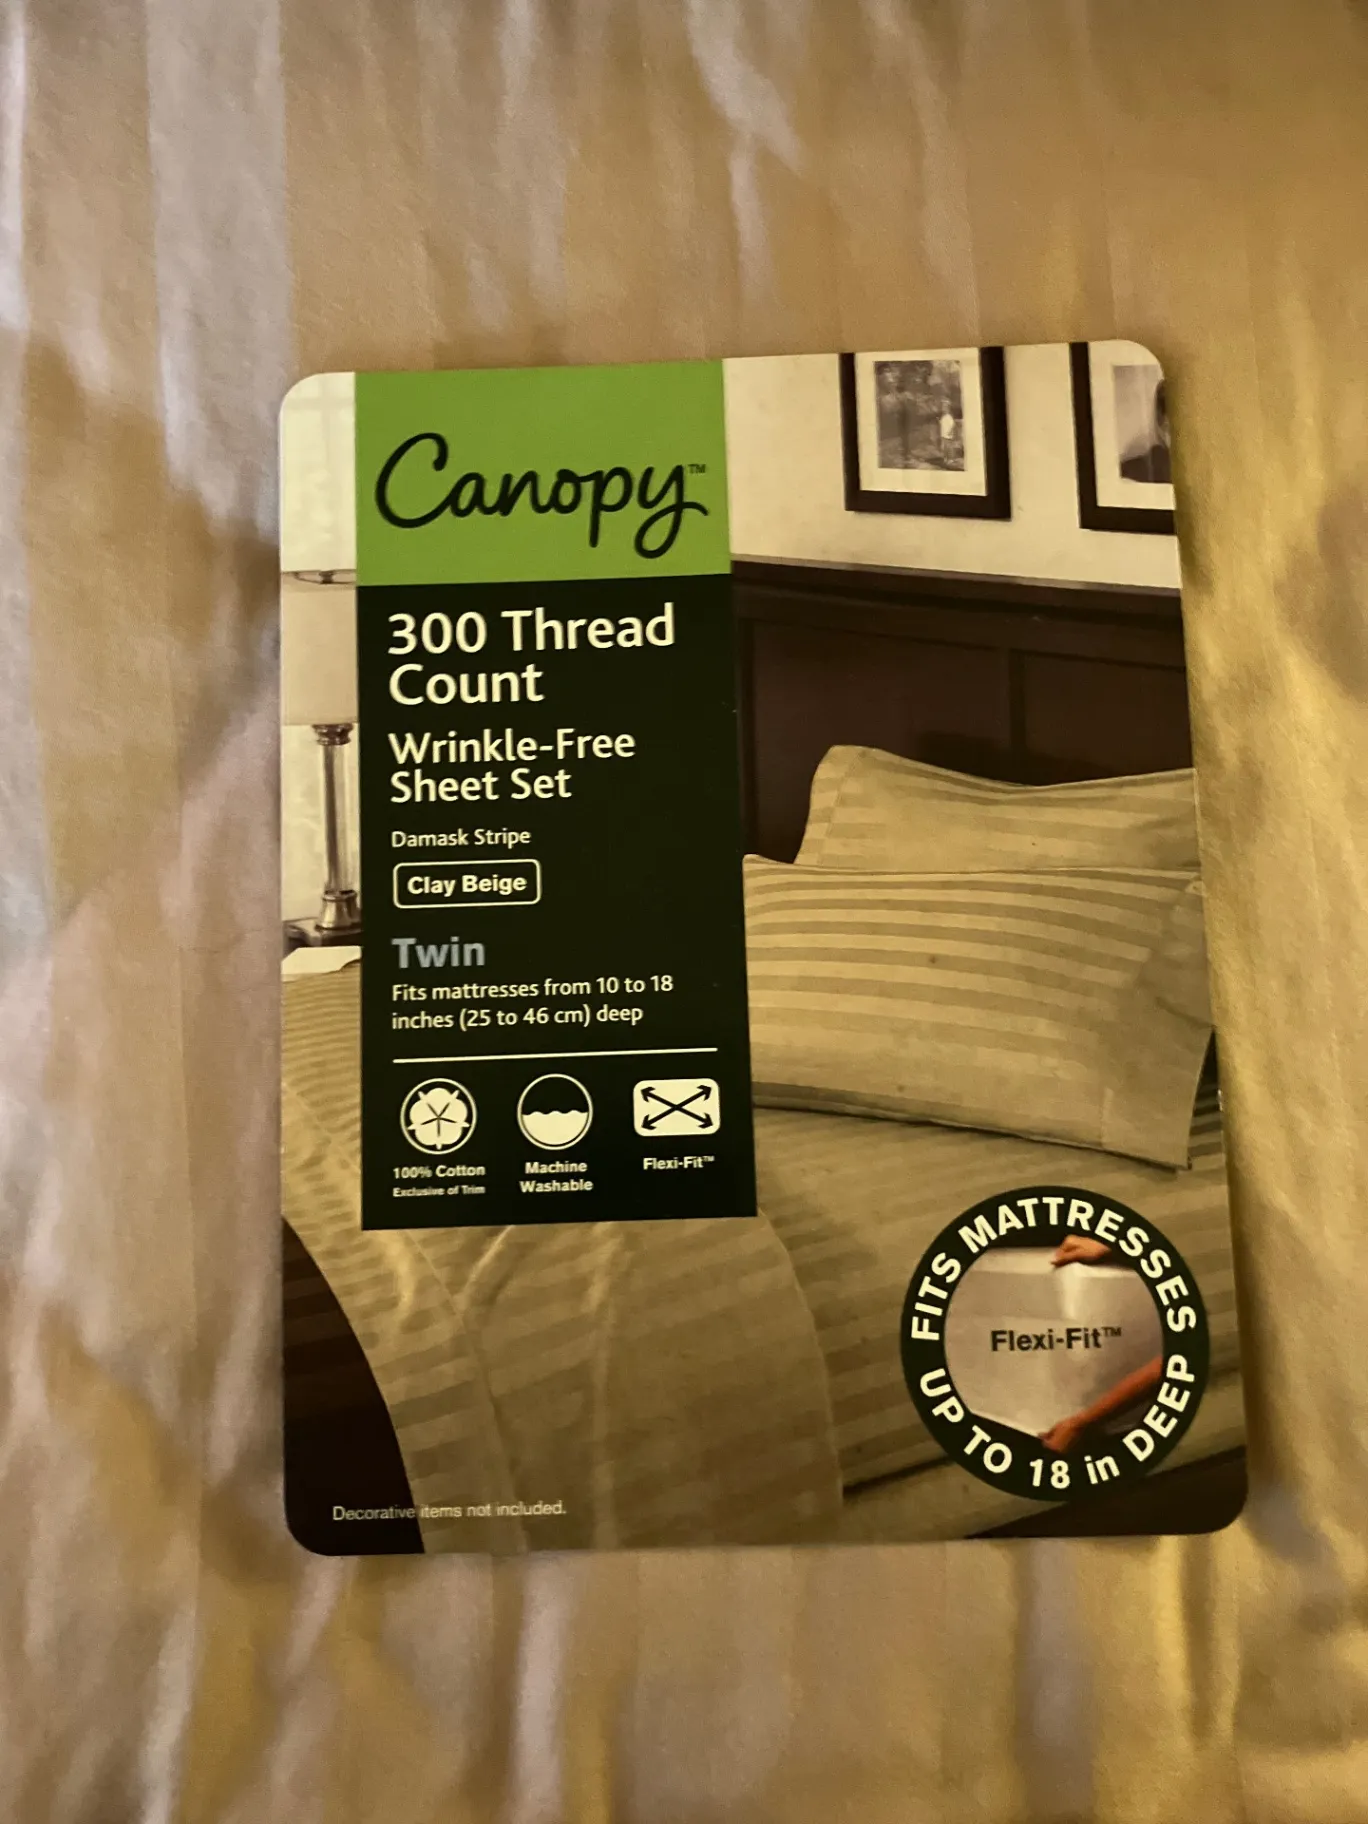 Canopy™
300 Thread
Count
Wrinkle-Free
Sheet Set
Damask Stripe
Clay Beige
Twin
Fits mattresses from 10 to 18
inches (25 to 46 cm) deep
100% Cotton
Exclusive of Trim
Machine
Washable
Flexi-Fit™
FITS MATTRESSES
UP TO 18 in DEEP
Flexi-Fit™
Decorative items not included.